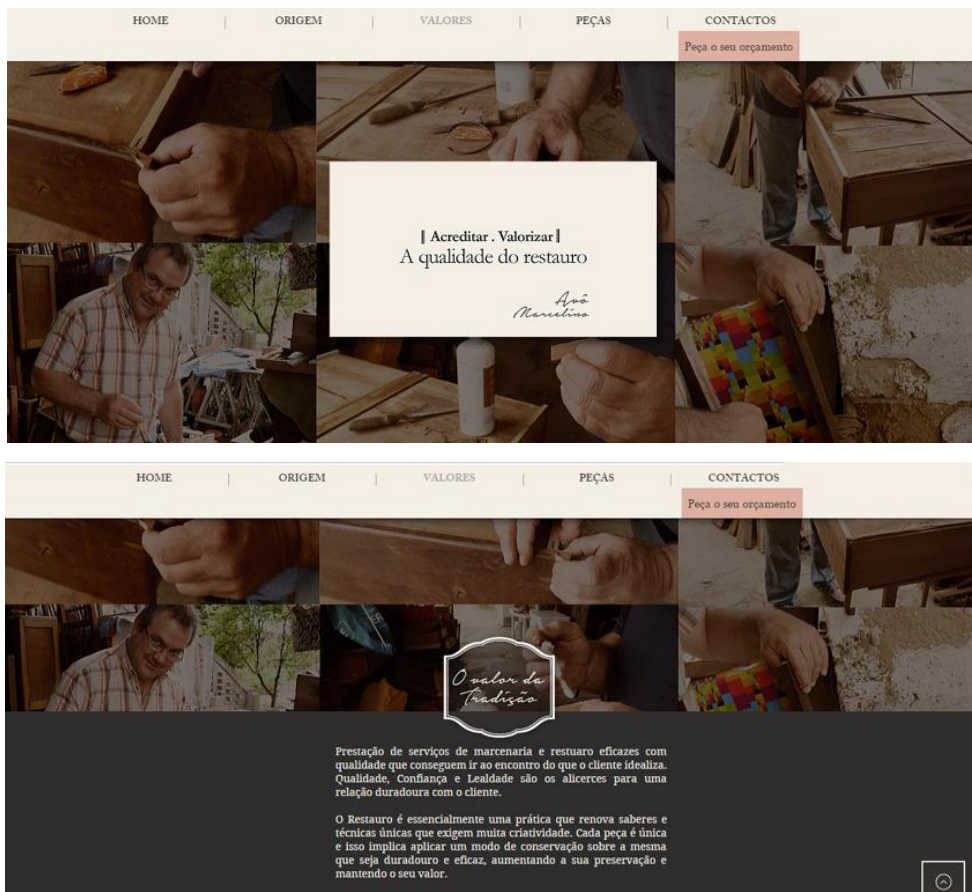 HOME | ORIGEM | VALORES | PEÇAS | CONTACTOS
Peça o seu orçamento
‖ Acreditar . Valorizar ‖
A qualidade do restauro
Avô
Marcelino
HOME | ORIGEM | VALORES | PEÇAS | CONTACTOS
Peça o seu orçamento
O valor da
Tradição
Prestação de serviços de marcenaria e restuaro eficazes com
qualidade que conseguem ir ao encontro do que o cliente idealiza.
Qualidade, Confiança e Lealdade são os alicerces para uma
relação duradoura com o cliente.
O Restauro é essencialmente uma prática que renova saberes e
técnicas únicas que exigem muita criatividade. Cada peça é única
e isso implica aplicar um modo de conservação sobre a mesma
que seja duradouro e eficaz, aumentando a sua preservação e
mantendo o seu valor.